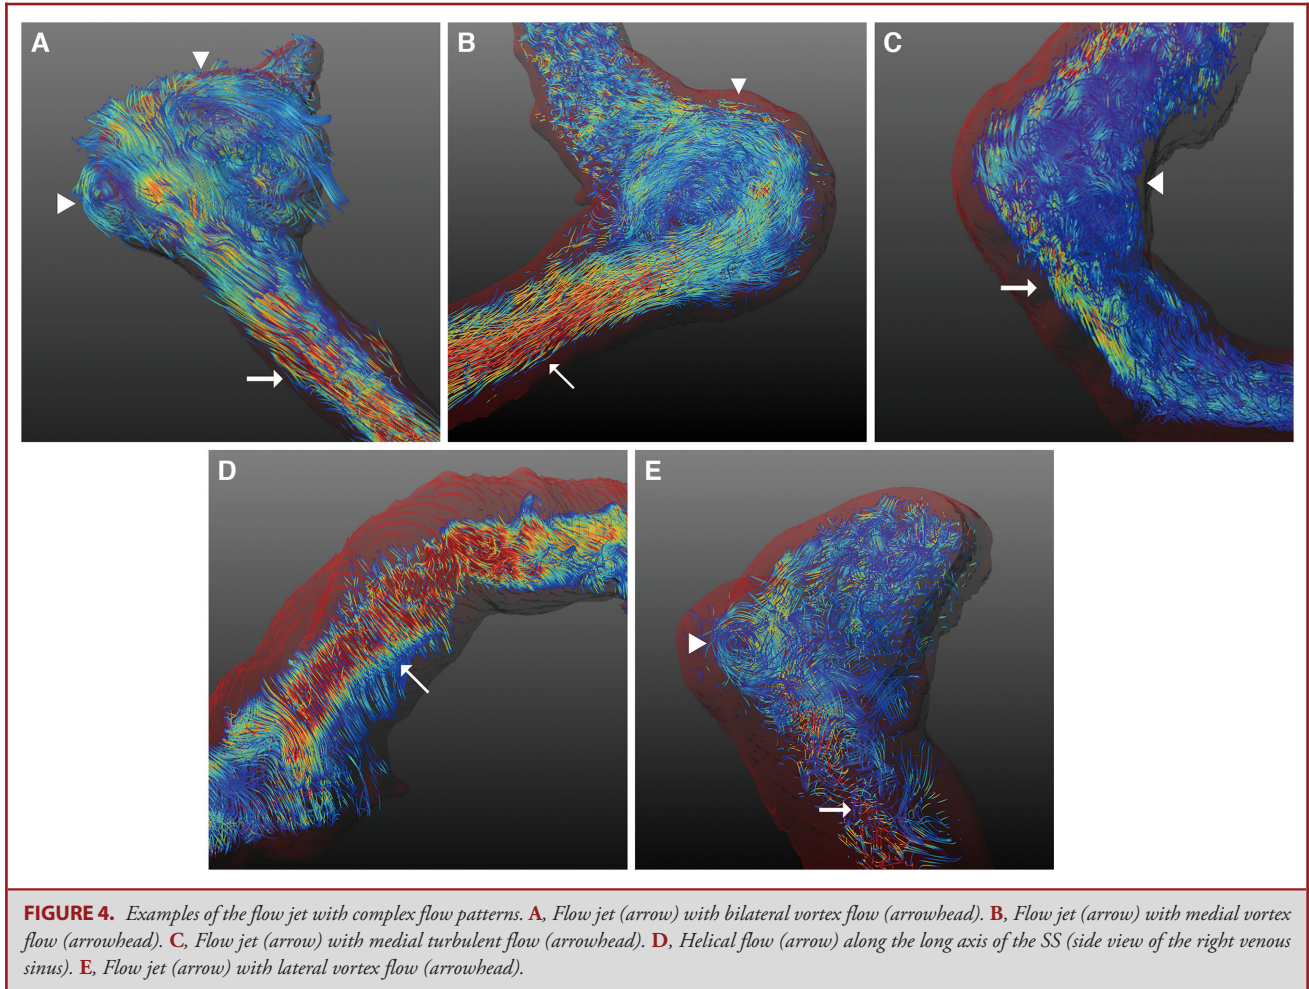 A
B
C
D
E
FIGURE 4. Examples of the flow jet with complex flow patterns. A, Flow jet (arrow) with bilateral vortex flow (arrowhead). B, Flow jet (arrow) with medial vortex
flow (arrowhead). C, Flow jet (arrow) with medial turbulent flow (arrowhead). D, Helical flow (arrow) along the long axis of the SS (side view of the right venous
sinus). E, Flow jet (arrow) with lateral vortex flow (arrowhead).